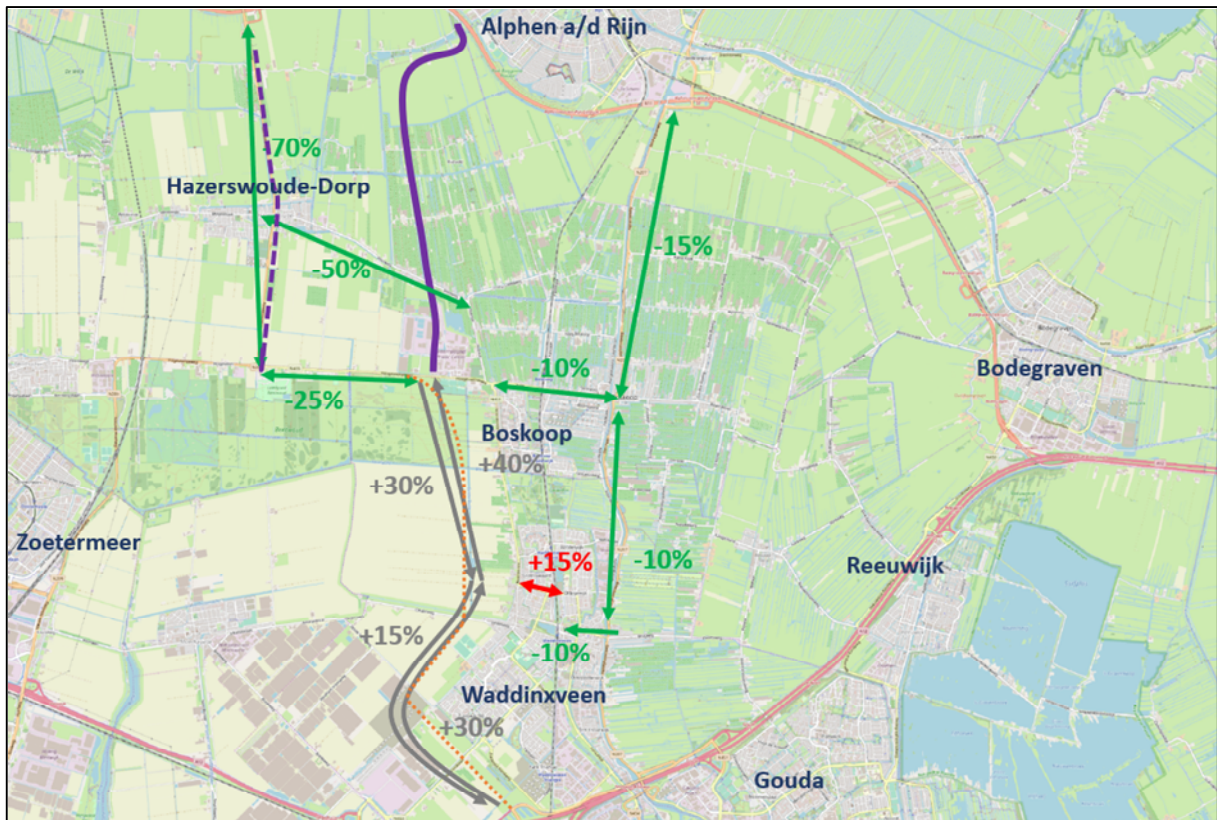 Alphen a/d Rijn
-70%
Hazerswoude-Dorp
-15%
-50%
-10%
Bodegraven
-25%
Boskoop
+40%
+30%
Zoetermeer
+15%
-10%
Reeuwijk
+15%
-10%
Waddinxveen
+30%
Gouda